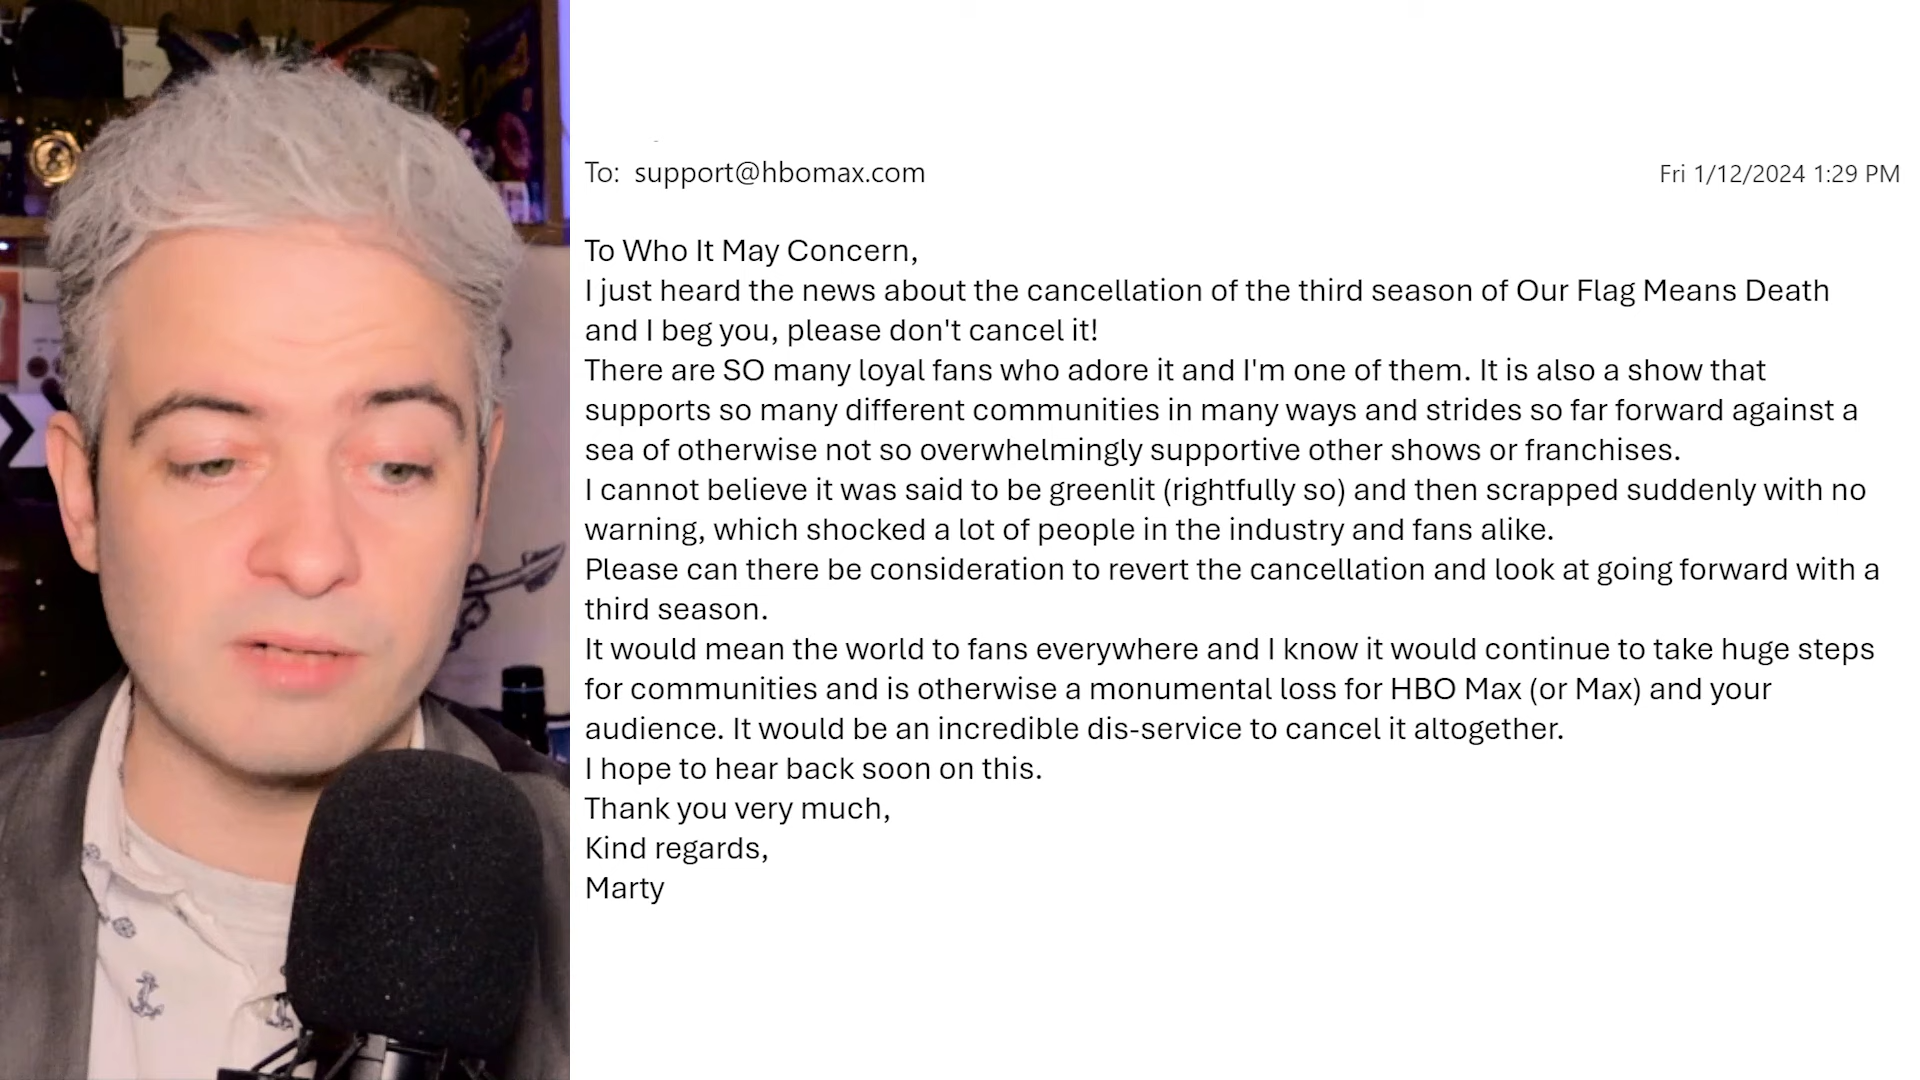 To: support@hbomax.com
Fri 1/12/2024 1:29 PM
To Who It May Concern,
I just heard the news about the cancellation of the third season of Our Flag Means Death
and I beg you, please don't cancel it!
There are SO many loyal fans who adore it and I'm one of them. It is also a show that
supports so many different communities in many ways and strides so far forward against a
sea of otherwise not so overwhelmingly supportive other shows or franchises.
I cannot believe it was said to be greenlit (rightfully so) and then scrapped suddenly with no
warning, which shocked a lot of people in the industry and fans alike.
Please can there be consideration to revert the cancellation and look at going forward with a
third season.
It would mean the world to fans everywhere and I know it would continue to take huge steps
for communities and is otherwise a monumental loss for HBO Max (or Max) and your
audience. It would be an incredible dis-service to cancel it altogether.
I hope to hear back soon on this.
Thank you very much,
Kind regards,
Marty